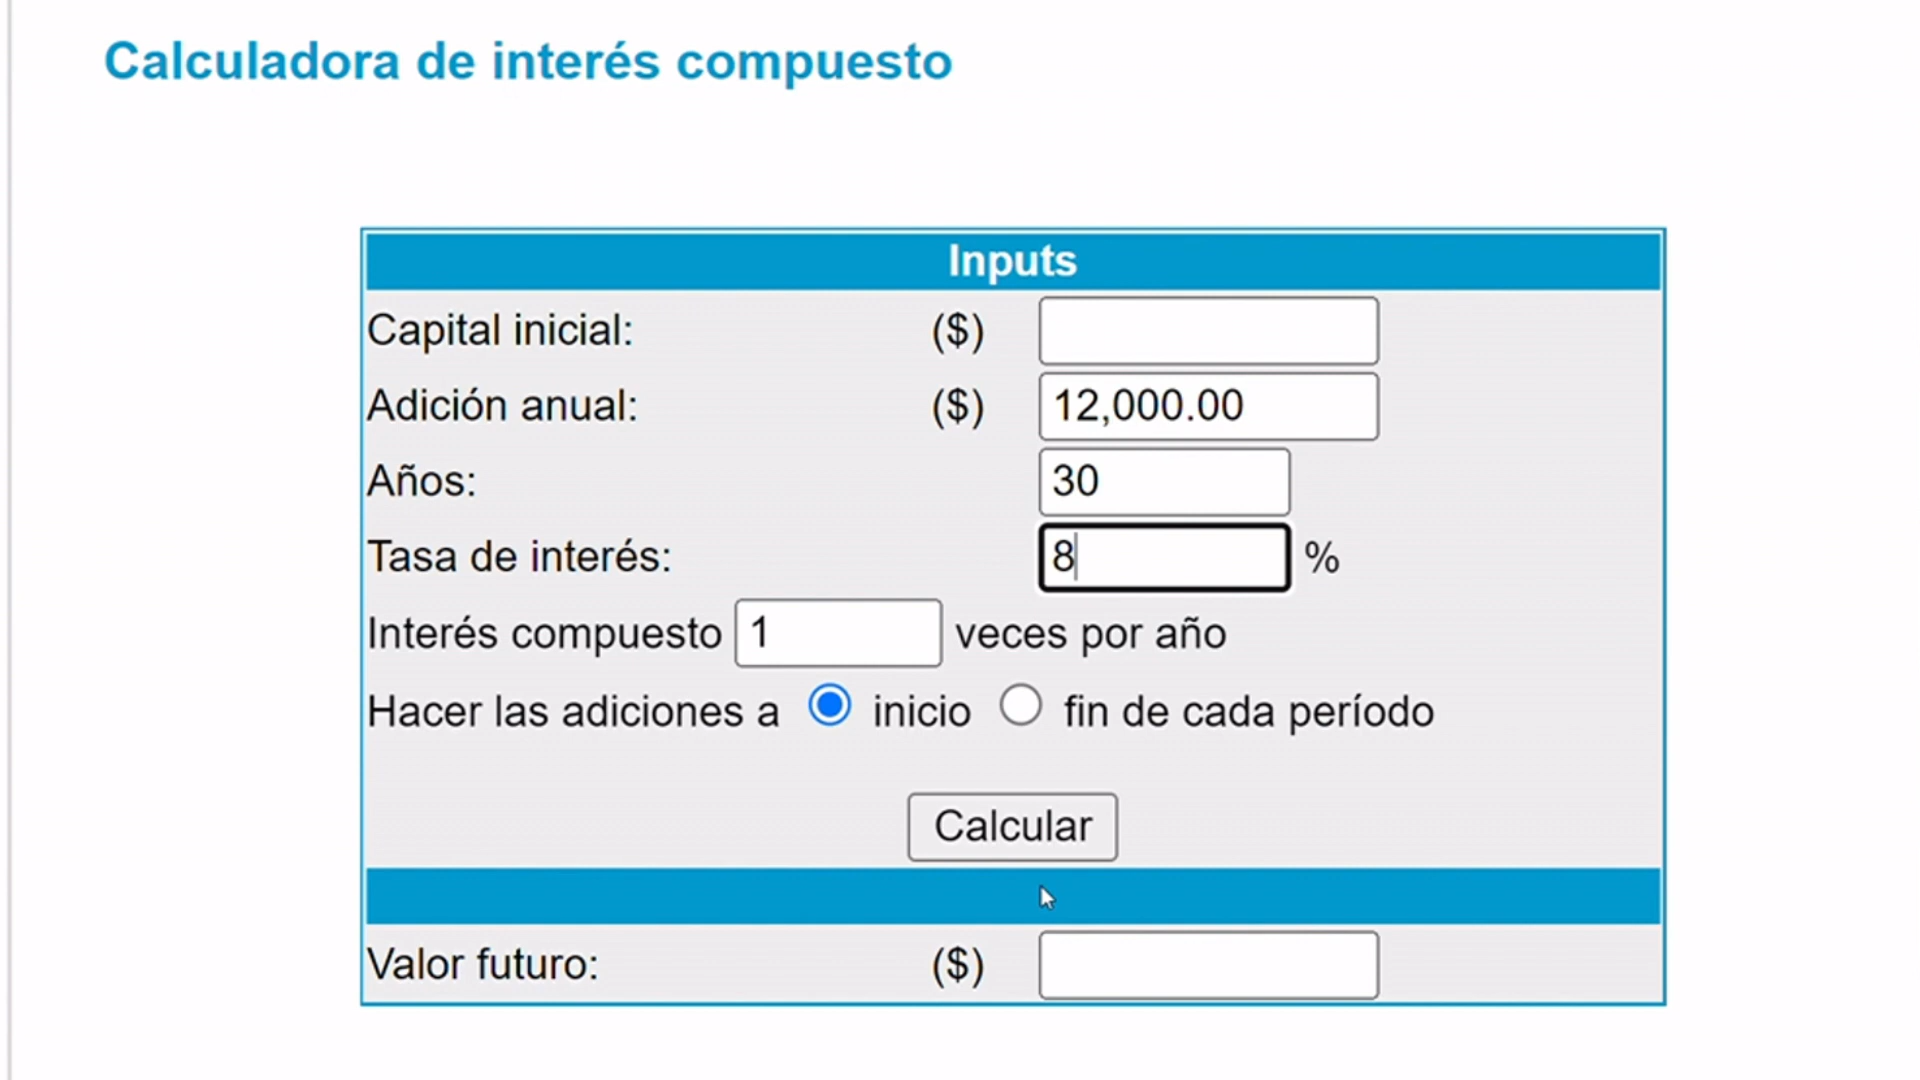 Calculadora de interés compuesto
Inputs
Capital inicial: ($)
Adición anual: ($) 12,000.00
Años: 30
Tasa de interés: 8 %
Interés compuesto 1 veces por año
Hacer las adiciones a inicio fin de cada período
Calcular
Valor futuro: ($)